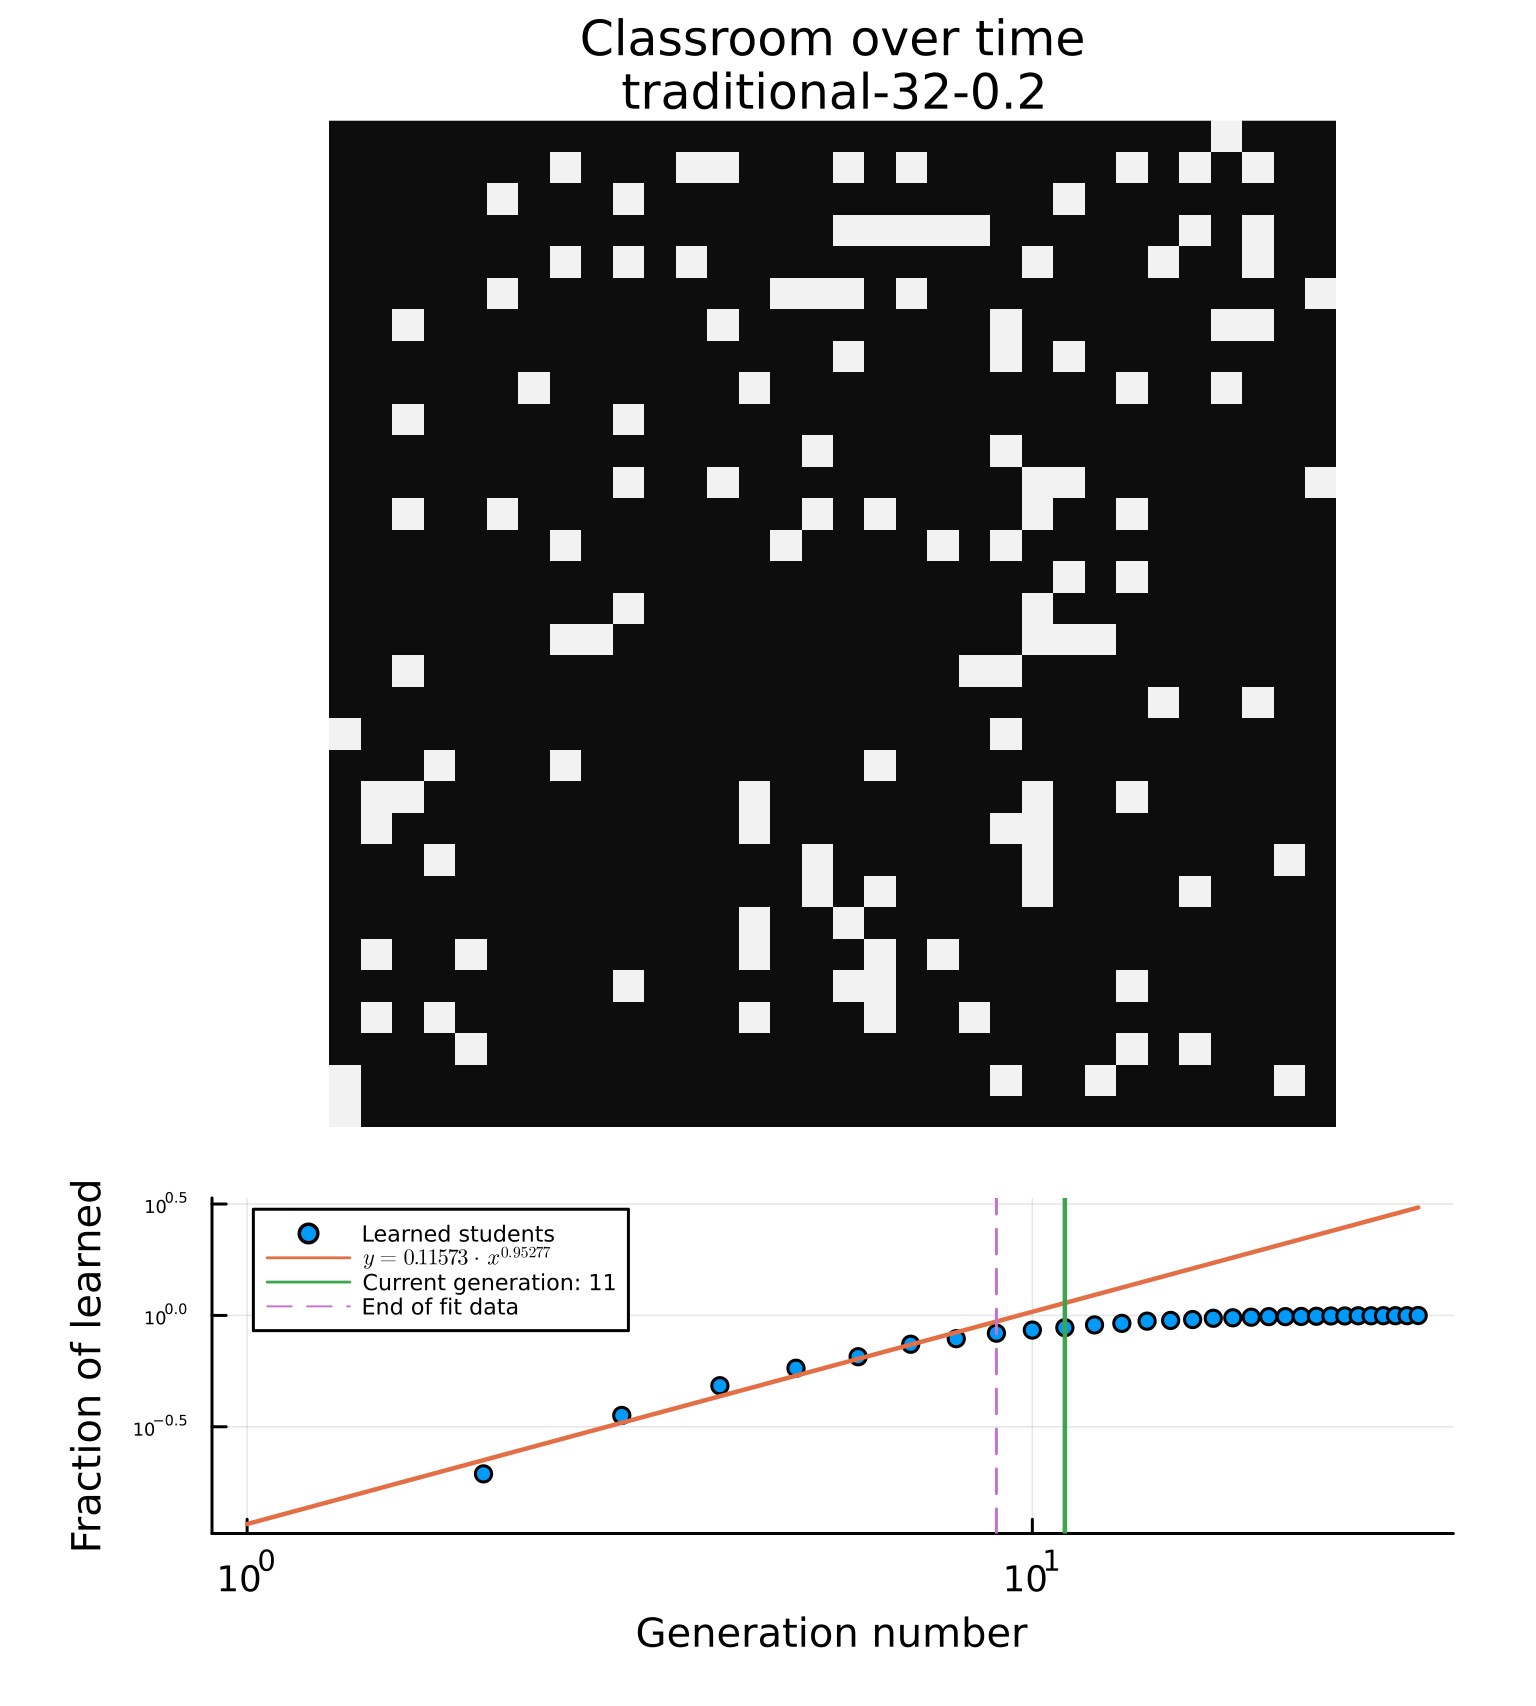 Classroom over time
traditional-32-0.2
Fraction of learned
10^0.5
10^0.0
10^−0.5
Learned students
y = 0.11573 · x^0.95277
Current generation: 11
End of fit data
10^0
10^1
Generation number